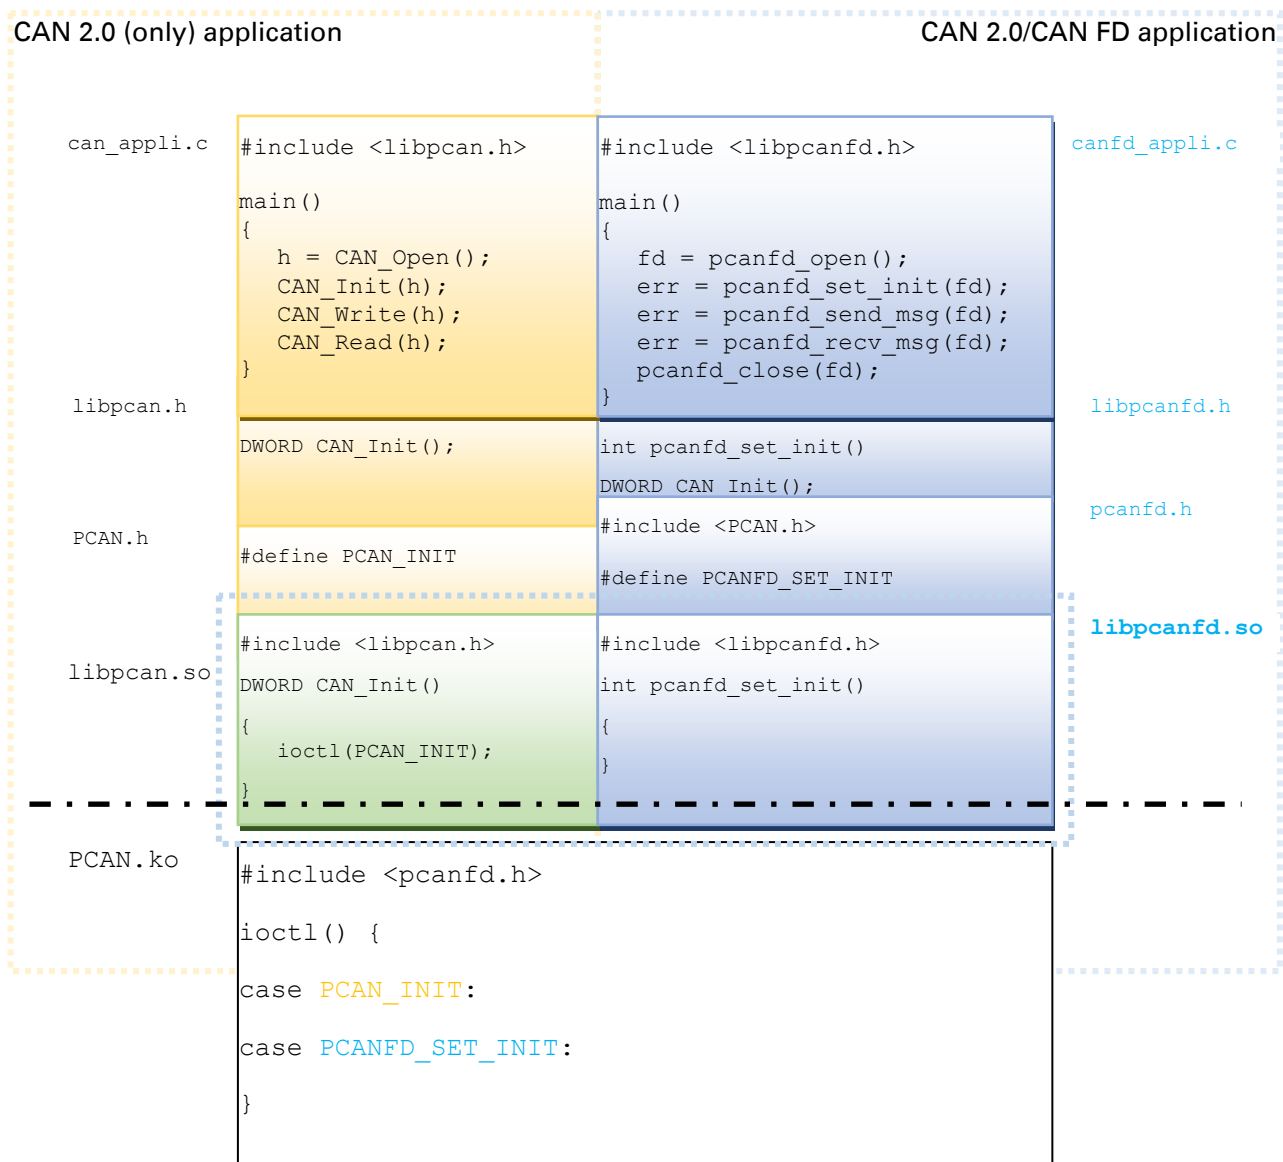 CAN 2.0 (only) application
CAN 2.0/CAN FD application
can_appli.c
#include <libpcan.h>
main()
{
h = CAN_Open();
CAN_Init(h);
CAN_Write(h);
CAN_Read(h);
}
#include <libpcanfd.h>
main()
{
fd = pcanfd_open();
err = pcanfd_set_init(fd);
err = pcanfd_send_msg(fd);
err = pcanfd_recv_msg(fd);
pcanfd_close(fd);
}
canfd_appli.c
libpcan.h
DWORD CAN_Init();
int pcanfd_set_init()
DWORD CAN_Init();
libpcanfd.h
PCAN.h
#define PCAN_INIT
#include <PCAN.h>
#define PCANFD_SET_INIT
pcanfd.h
libpcan.so
#include <libpcan.h>
DWORD CAN_Init()
{
ioctl(PCAN_INIT);
}
#include <libpcanfd.h>
int pcanfd_set_init()
{
}
libpcanfd.so
PCAN.ko
#include <pcanfd.h>
ioctl() {
case PCAN_INIT:
case PCANFD_SET_INIT:
}